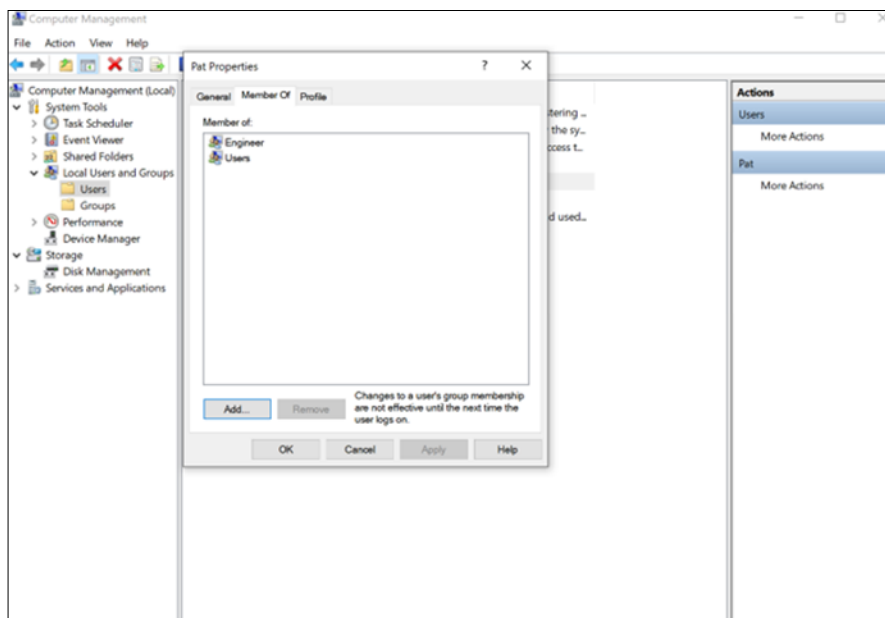 Computer Management
File Action View Help
Computer Management (Local)
System Tools
Task Scheduler
Event Viewer
Shared Folders
Local Users and Groups
Users
Groups
Performance
Device Manager
Storage
Disk Management
Services and Applications
Pat Properties
General Member Of Profile
Member of:
Engineer
Users
Add... Remove
Changes to a user's group membership
are not effective until the next time the
user logs on.
OK Cancel Apply Help
tering ...
the sy...
ccess t...
d used...
Actions
Users
More Actions
Pat
More Actions